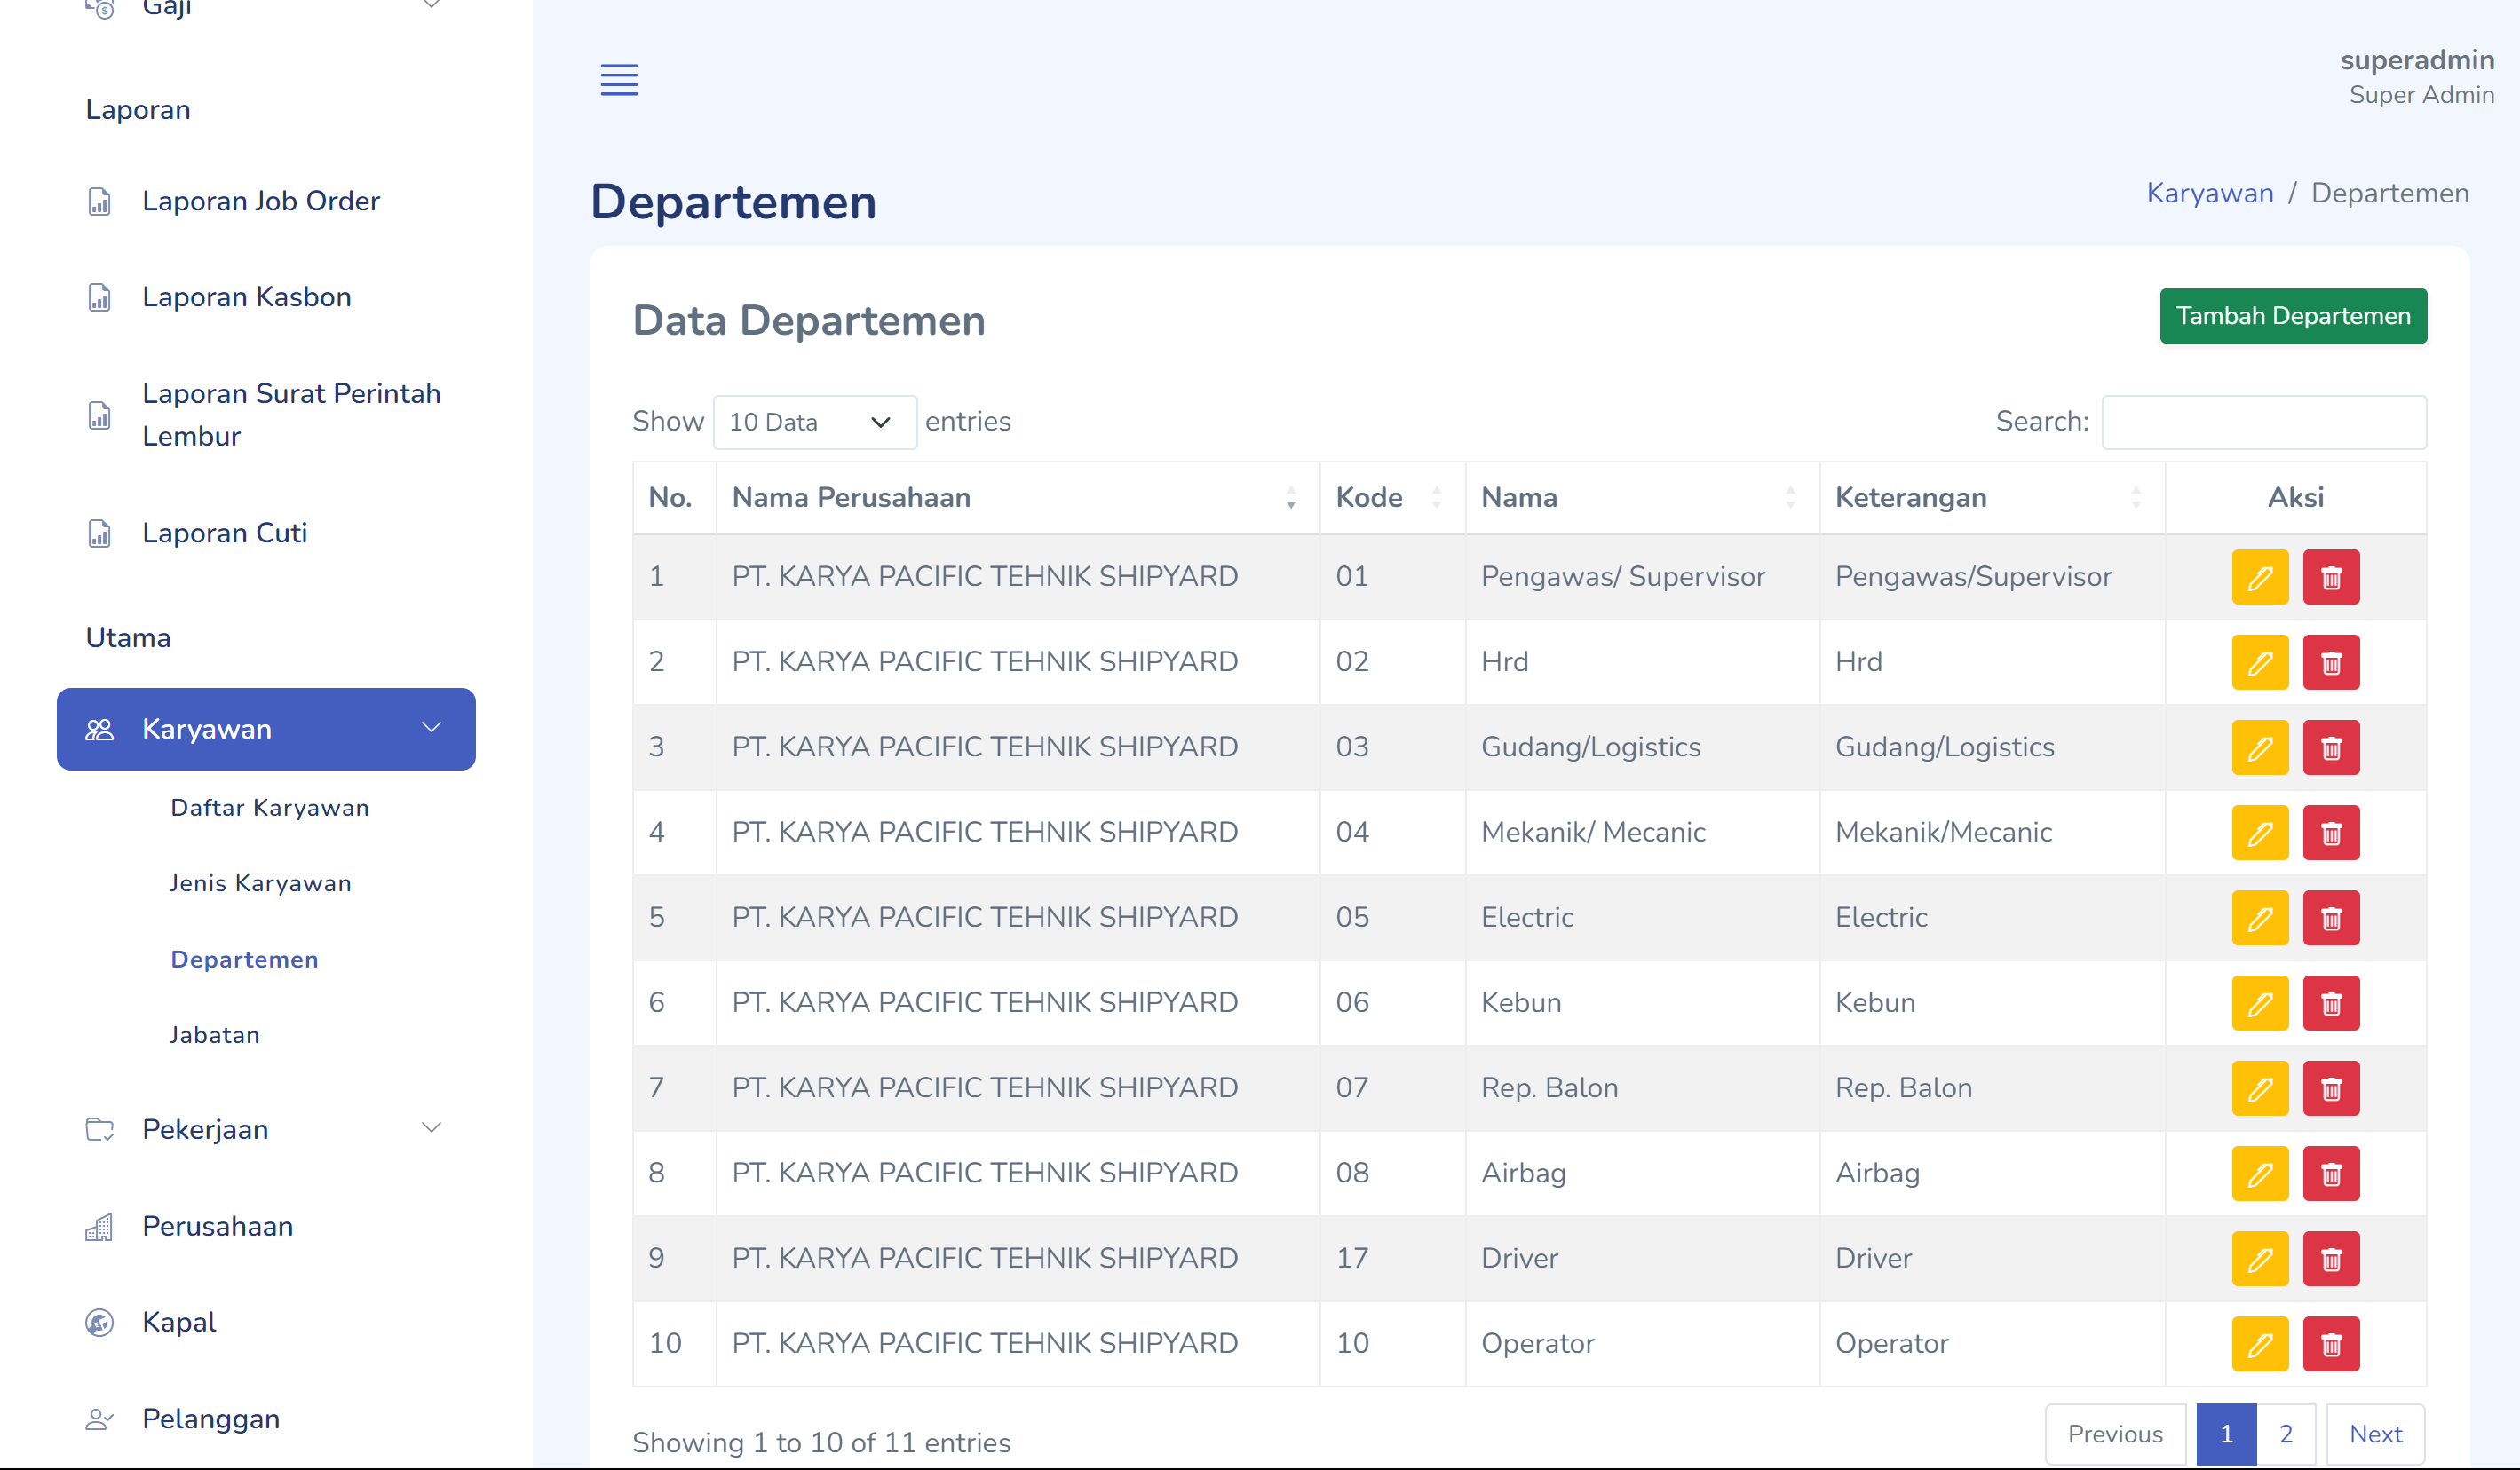 Gaji
Laporan
Laporan Job Order
Laporan Kasbon
Laporan Surat Perintah
Lembur
Laporan Cuti
Utama
Karyawan
Daftar Karyawan
Jenis Karyawan
Departemen
Jabatan
Pekerjaan
Perusahaan
Kapal
Pelanggan
superadmin
Super Admin
Departemen
Karyawan / Departemen
Data Departemen
Tambah Departemen
Show 10 Data entries
Search:
No. Nama Perusahaan Kode Nama Keterangan Aksi
1 PT. KARYA PACIFIC TEHNIK SHIPYARD 01 Pengawas/ Supervisor Pengawas/Supervisor
2 PT. KARYA PACIFIC TEHNIK SHIPYARD 02 Hrd Hrd
3 PT. KARYA PACIFIC TEHNIK SHIPYARD 03 Gudang/Logistics Gudang/Logistics
4 PT. KARYA PACIFIC TEHNIK SHIPYARD 04 Mekanik/ Mecanic Mekanik/Mecanic
5 PT. KARYA PACIFIC TEHNIK SHIPYARD 05 Electric Electric
6 PT. KARYA PACIFIC TEHNIK SHIPYARD 06 Kebun Kebun
7 PT. KARYA PACIFIC TEHNIK SHIPYARD 07 Rep. Balon Rep. Balon
8 PT. KARYA PACIFIC TEHNIK SHIPYARD 08 Airbag Airbag
9 PT. KARYA PACIFIC TEHNIK SHIPYARD 17 Driver Driver
10 PT. KARYA PACIFIC TEHNIK SHIPYARD 10 Operator Operator
Showing 1 to 10 of 11 entries
Previous 1 2 Next